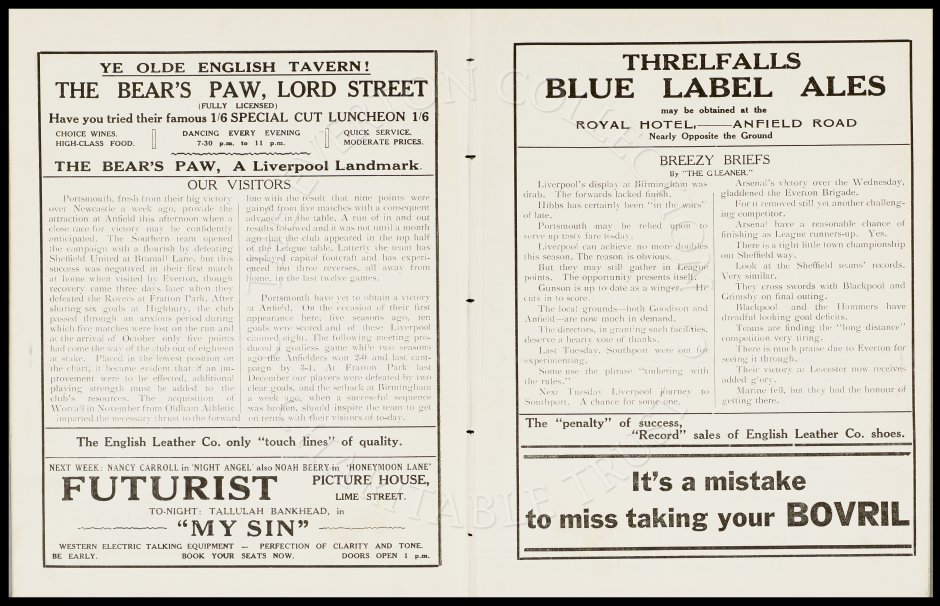 YE OLDE ENGLISH TAVERN!
THE BEAR'S PAW, LORD STREET
(FULLY LICENSED)
Have you tried their famous 1/6 SPECIAL CUT LUNCHEON 1/6
CHOICE WINES.
HIGH-CLASS FOOD.
DANCING EVERY EVENING
7-30 p.m. to 11 p.m.
QUICK SERVICE.
MODERATE PRICES.
THE BEAR'S PAW, A Liverpool Landmark.
OUR VISITORS
Portsmouth, fresh from their big victory
over Newcastle a week ago, provide the
attraction at Anfield this afternoon when a
close race for victory may be confidently
anticipated. The Southern team opened
the campaign with a flourish by defeating
Sheffield United at Bramall Lane, but this
success was negatived in their first match
at home when visited by Everton, though
recovery came three days later when they
defeated the Rovers at Fratton Park. After
sharing six goals at Highbury, the club
passed through an anxious period during
which five matches were lost on the run and
at the arrival of October only five points
had come the way of the club out of eighteen
at stake. Placed in the lowest position on
the chart, it became evident that if an im-
provement were to be effected, additional
playing strength must be added to the
club's resources. The acquisition of
Worrall in November from Oldham Athletic
imparted the necessary thrust to the forward
line with the result that nine points were
gained from five matches with a consequent
advance in the table. A run of in and out
results followed and it was not until a month
ago that the club appeared in the top half
of the League table. Latterly the team has
displayed capital footcraft and has experi-
enced but three reverses, all away from
home, in the last twelve games.
Portsmouth have yet to obtain a victory
at Anfield. On the occasion of their first
appearance here, five seasons ago, ten
goals were scored and of these Liverpool
claimed eight. The following meeting pro-
duced a goalless game while two seasons
ago the Anfielders won 2-0 and last cam-
paign by 3-1. At Fratton Park last
December our players were defeated by two
clear goals, and the setback at Birmingham
a week ago, when a successful sequence
was broken, should inspire the team to get
on terms with their visitors of to-day.
The English Leather Co. only "touch lines" of quality.
NEXT WEEK: NANCY CARROLL in 'NIGHT ANGEL' also NOAH BEERY in 'HONEYMOON LANE'
FUTURIST PICTURE HOUSE,
LIME STREET.
TO-NIGHT: TALLULAH BANKHEAD, in
"MY SIN"
WESTERN ELECTRIC TALKING EQUIPMENT — PERFECTION OF CLARITY AND TONE.
BE EARLY. BOOK YOUR SEATS NOW. DOORS OPEN 1 p.m.
THRELFALLS
BLUE LABEL ALES
may be obtained at the
ROYAL HOTEL,—ANFIELD ROAD
Nearly Opposite the Ground
BREEZY BRIEFS
By "THE GLEANER."
Liverpool's display at Birmingham was
ditah. The forwards lacked finish.
Hibbs has certainly been "in the wars"
of late.
Portsmouth may be relied upon to
serve up tasty fare to-day.
Liverpool can achieve no more doubles
this season. The reason is obvious.
But they may still gather in League
points. The opportunity presents itself.
Gunson is up to date as a winger. He
cuts in to score.
The local grounds—both Goodison and
Anfield—are now much in demand.
The directors, in granting such facilities,
deserve a hearty vote of thanks.
Last Tuesday, Southport were out for
experimenting.
Some use the phrase "tinkering with
the rules."
Next Tuesday Liverpool journey to
Southport. A chance for some one.
Arsenal's victory over the Wednesday,
gladdened the Everton Brigade.
For it removed still yet another challeng-
ing competitor.
Arsenal have a reasonable chance of
finishing as League runners-up. Yes.
There is a tight little town championship
out Sheffield way.
Look at the Sheffield teams' records.
Very similar.
They cross swords with Blackpool and
Grimsby on final outing.
Blackpool and the Hammers have
dreadful looking goal deficits.
Teams are finding the "long distance"
competition very tiring.
There is much praise due to Everton for
seeing it through.
Their victory at Leicester now receives
added glory.
Marine fell, but they had the honour of
getting there.
The "penalty" of success,
"Record" sales of English Leather Co. shoes.
It's a mistake
to miss taking your BOVRIL